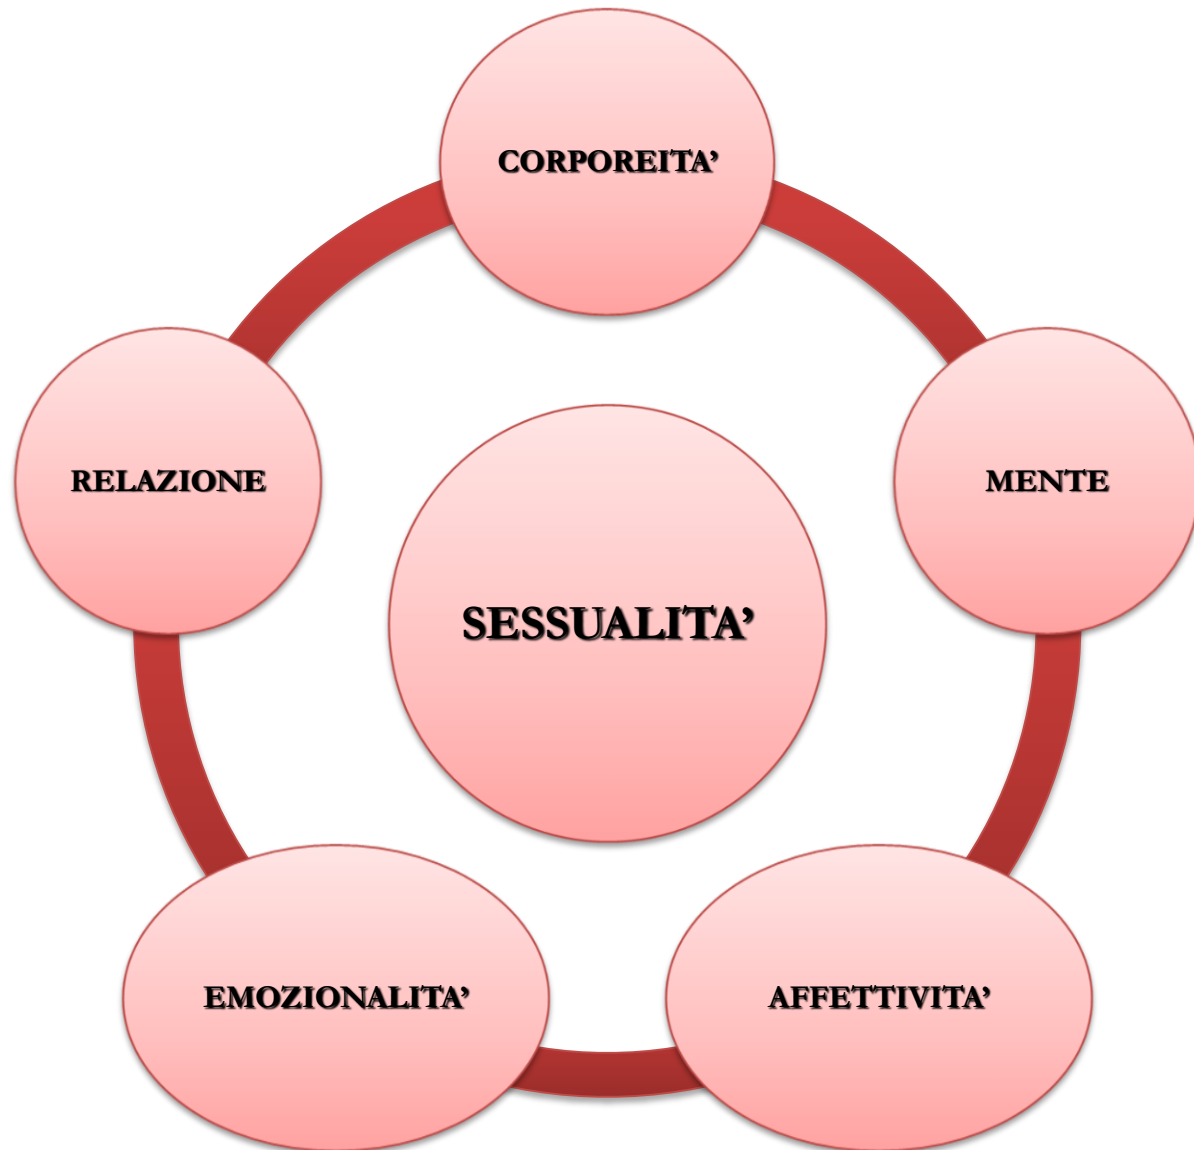 CORPOREITA’
RELAZIONE
MENTE
SESSUALITA’
EMOZIONALITA’
AFFETTIVITA’